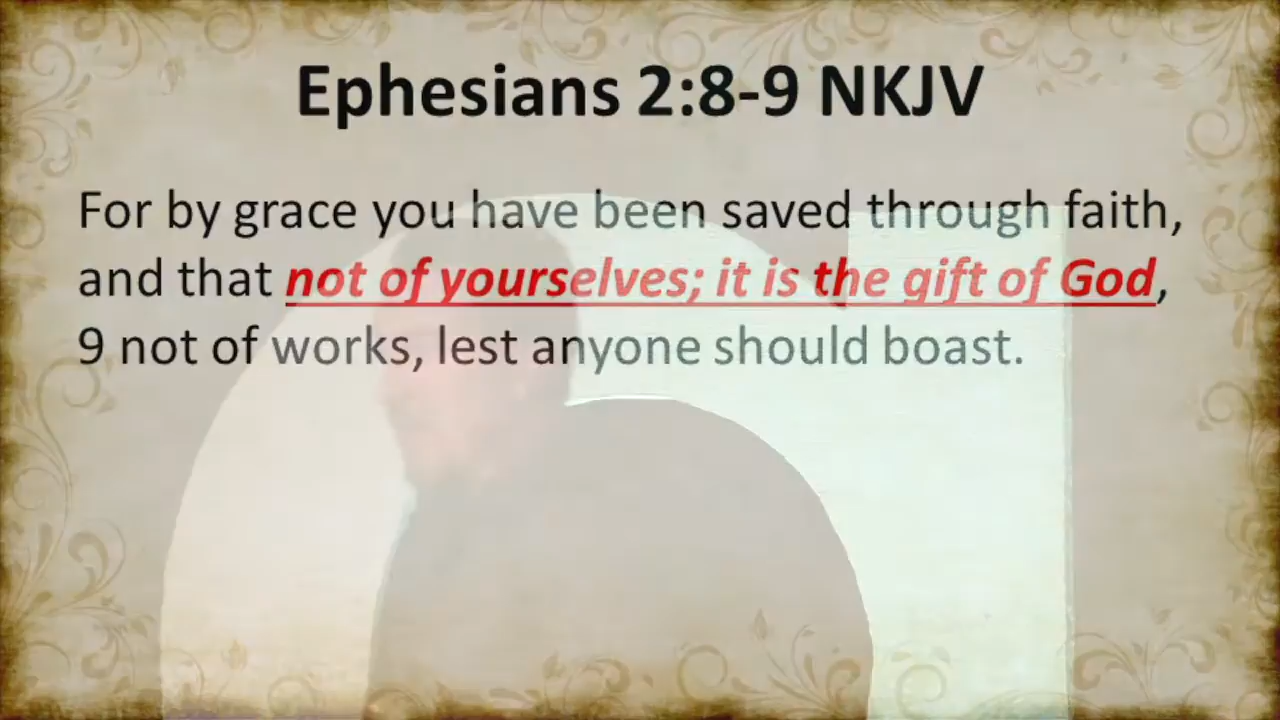 Ephesians 2:8-9 NKJV
For by grace you have been saved through faith,
and that not of yourselves; it is the gift of God,
9 not of works, lest anyone should boast.